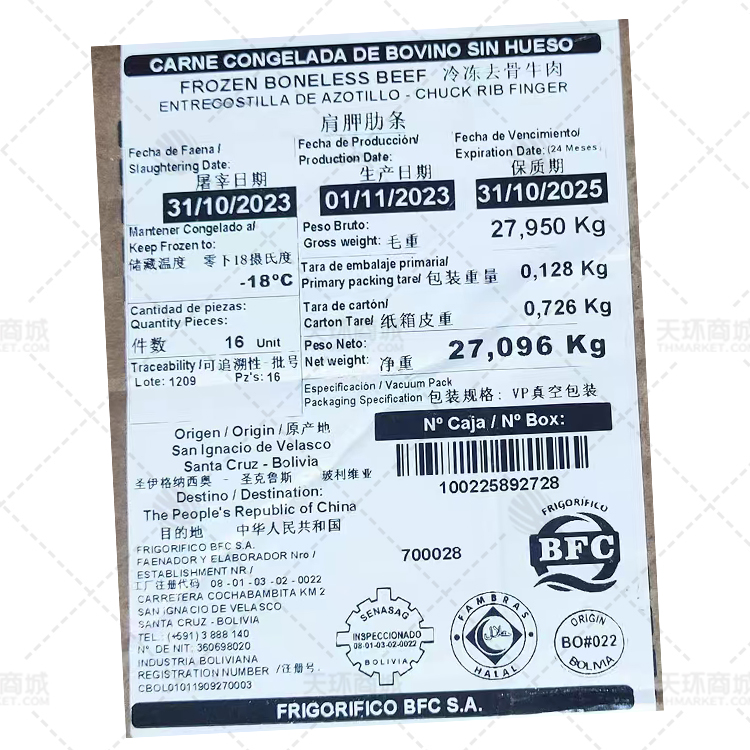 CARNE CONGELADA DE BOVINO SIN HUESO
FROZEN BONELESS BEEF 冷冻去骨牛肉
ENTRECOSTILLA DE AZOTILLO - CHUCK RIB FINGER
肩胛肋条
Fecha de Faena /
Slaughtering Date:
屠宰日期
31/10/2023
Fecha de Producción/
Production Date:
生产日期
01/11/2023
Fecha de Vencimiento/
Expiration Date: (24 Meses)
保质期
31/10/2025
Mantener Congelado a/
Keep Frozen to:
储藏温度 零下18摄氏度
-18ºC
Peso Bruto:
Gross weight: 毛重
27,950 Kg
Tara de embalaje primaria/
Primary packing tare/ 包装重量
0,128 Kg
Cantidad de piezas:
Quantity Pieces:
件数 16 Unit
Tara de cartón/
Carton Tare/ 纸箱皮重
0,726 Kg
Traceability /可追溯性 - 批号
Lote: 1209 Pz's: 16
Peso Neto:
Net weight: 净重
27,096 Kg
Especificación / Vacuum Pack
Packaging Specification 包装规格: VP真空包装
Origen / Origin / 原产地
San Ignacio de Velasco
Santa Cruz - Bolivia
圣伊格纳西奥 - 圣克鲁斯 玻利维亚
Destino / Destination:
The People's Republic of China
目的地 中华人民共和国
Nº Caja / Nº Box:
100225892728
FRIGORIFICO BFC S.A.
FAENADOR Y ELABORADOR Nro /
ESTABLISHMENT NR./
工厂注册代码 08-01-03-02-0022
CARRETERA COCHABAMBITA KM 2
SAN IGNACIO DE VELASCO
SANTA CRUZ - BOLIVIA
TEL.: (+591) 3 888 140
Nº DE NIT: 360698020
INDUSTRIA BOLIVIANA
REGISTRATION NUMBER /注册号.
CBOL01011909270003
700028
FRIGORÍFICO
BFC
SENASAG
INSPECCIONADO
08-01-03-02-0022
BOLIVIA
FAMBRAS
HALAL
ORIGIN
BO#022
BOLIVIA
FRIGORIFICO BFC S.A.
天环商城
THMARKET.COM